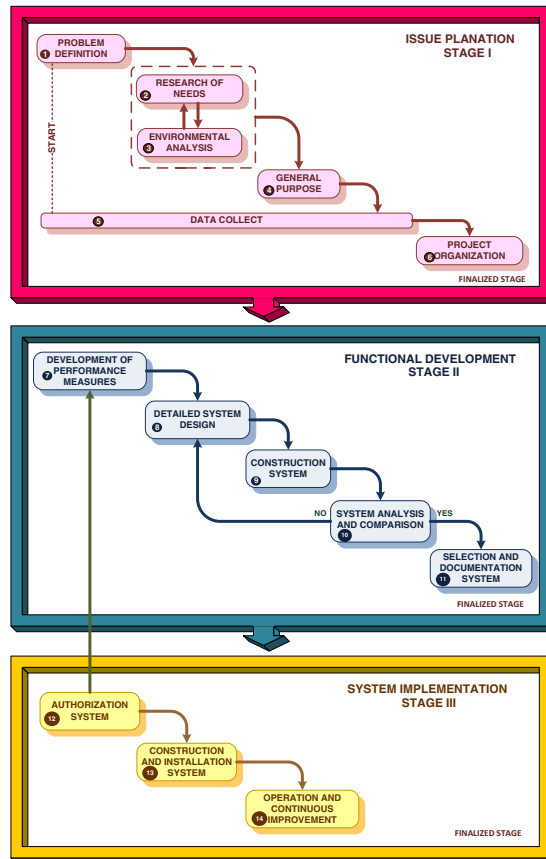 ISSUE PLANATION
STAGE I
PROBLEM
1 DEFINITION
RESEARCH OF
2 NEEDS
ENVIRONMENTAL
3 ANALYSIS
START
GENERAL
4 PURPOSE
5 DATA COLLECT
PROJECT
6 ORGANIZATION
FINALIZED STAGE
FUNCTIONAL DEVELOPMENT
STAGE II
DEVELOPMENT OF
7 PERFORMANCE
MEASURES
DETAILED SYSTEM
8 DESIGN
CONSTRUCTION
SYSTEM
9
NO
SYSTEM ANALYSIS
AND COMPARISON
10
YES
SELECTION AND
DOCUMENTATION
11 SYSTEM
FINALIZED STAGE
SYSTEM IMPLEMENTATION
STAGE III
AUTHORIZATION
12 SYSTEM
CONSTRUCTION
AND INSTALLATION
13 SYSTEM
OPERATION AND
CONTINUOUS
14 IMPROVEMENT
FINALIZED STAGE